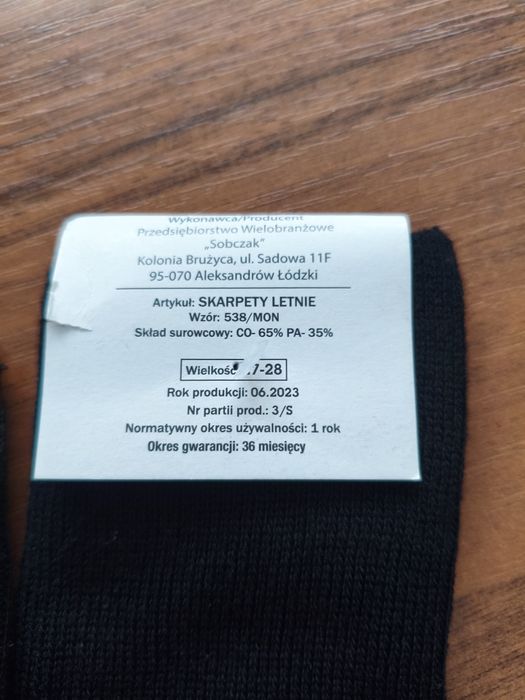 Wykonawca/Producent
Przedsiębiorstwo Wielobranżowe
„Sobczak”
Kolonia Brużyca, ul. Sadowa 11F
95-070 Aleksandrów Łódzki
Artykuł: SKARPETY LETNIE
Wzór: 538/MON
Skład surowcowy: CO- 65% PA- 35%
Wielkość 7-28
Rok produkcji: 06.2023
Nr partii prod.: 3/S
Normatywny okres używalności: 1 rok
Okres gwarancji: 36 miesięcy